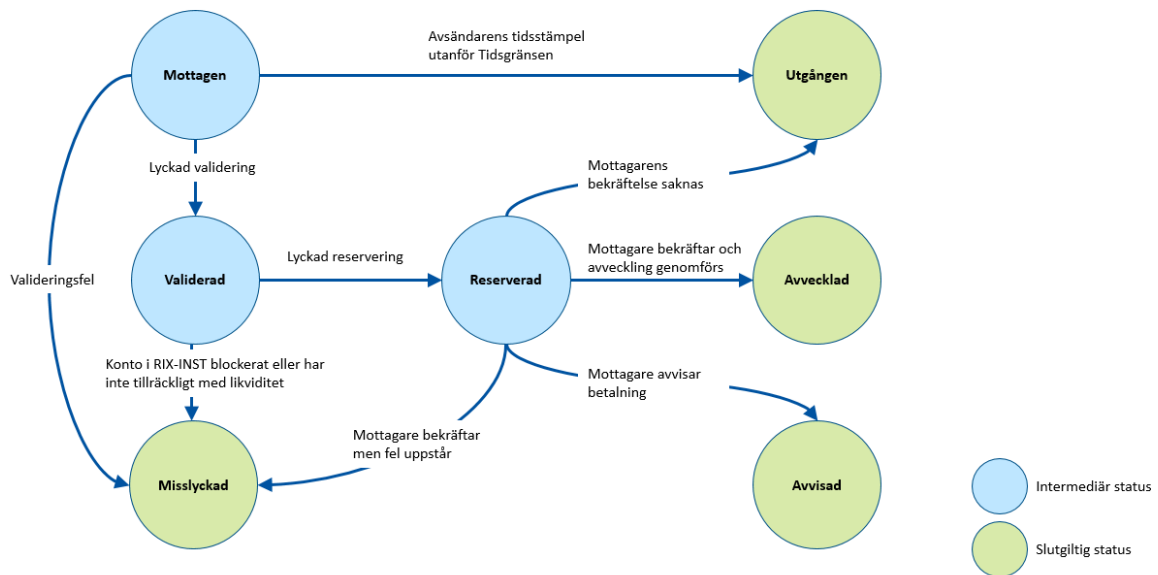 Avsändarens tidsstämpel
utanför Tidsgränsen
Mottagen
Utgången
Lyckad validering
Mottagarens
bekräftelse saknas
Valideringsfel
Validerad
Lyckad reservering
Reserverad
Mottagare bekräftar och
avveckling genomförs
Avvecklad
Konto i RIX-INST blockerat eller har
inte tillräckligt med likviditet
Mottagare avvisar
betalning
Mottagare bekräftar
men fel uppstår
Misslyckad
Avvisad
Intermediär status
Slutgiltig status